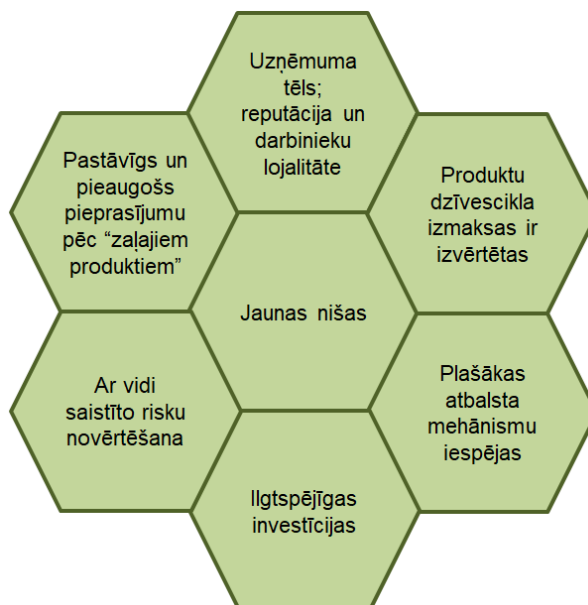 Uzņēmuma
tēls;
reputācija un
darbinieku
lojalitāte
Pastāvīgs un
pieaugošs
pieprasījumu
pēc “zaļajiem
produktiem”
Produktu
dzīvescikla
izmaksas ir
izvērtētas
Jaunas nišas
Ar vidi
saistīto risku
novērtēšana
Plašākas
atbalsta
mehānismu
iespējas
Ilgtspējīgas
investīcijas